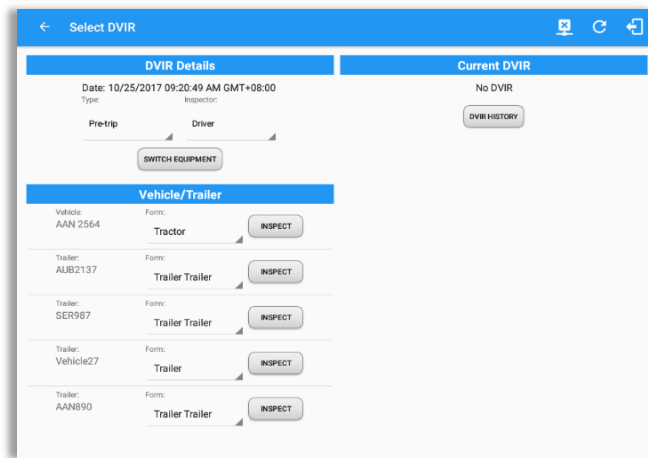 Select DVIR
DVIR Details
Date: 10/25/2017 09:20:49 AM GMT+08:00
Type: Inspector:
Pre-trip Driver
SWITCH EQUIPMENT
Vehicle/Trailer
Vehicle: Form:
AAN 2564 Tractor INSPECT
Trailer: Form:
AUB2137 Trailer Trailer INSPECT
Trailer: Form:
SER987 Trailer Trailer INSPECT
Trailer: Form:
Vehicle27 Trailer INSPECT
Trailer: Form:
AAN890 Trailer Trailer INSPECT
Current DVIR
No DVIR
DVIR HISTORY